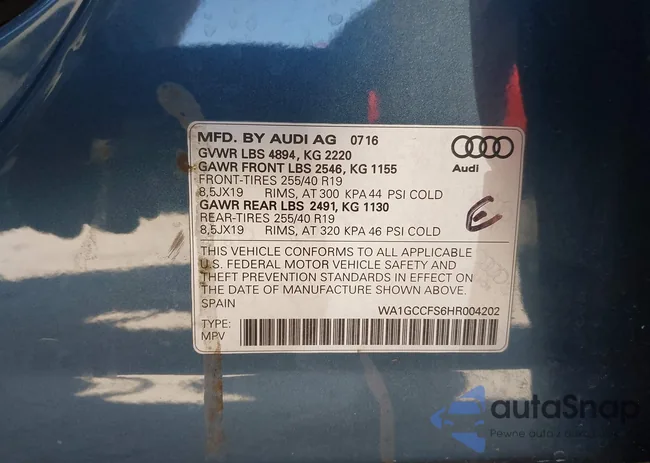 MFD. BY AUDI AG 0716
GVWR LBS 4894, KG 2220
GAWR FRONT LBS 2546, KG 1155
FRONT-TIRES 255/40 R19
8,5JX19 RIMS, AT 300 KPA 44 PSI COLD
GAWR REAR LBS 2491, KG 1130
REAR-TIRES 255/40 R19
8,5JX19 RIMS, AT 320 KPA 46 PSI COLD
Audi
E
THIS VEHICLE CONFORMS TO ALL APPLICABLE
U.S. FEDERAL MOTOR VEHICLE SAFETY AND
THEFT PREVENTION STANDARDS IN EFFECT ON
THE DATE OF MANUFACTURE SHOWN ABOVE.
SPAIN WA1GCCFS6HR004202
TYPE:
MPV
autaSnap
Pewne auta z